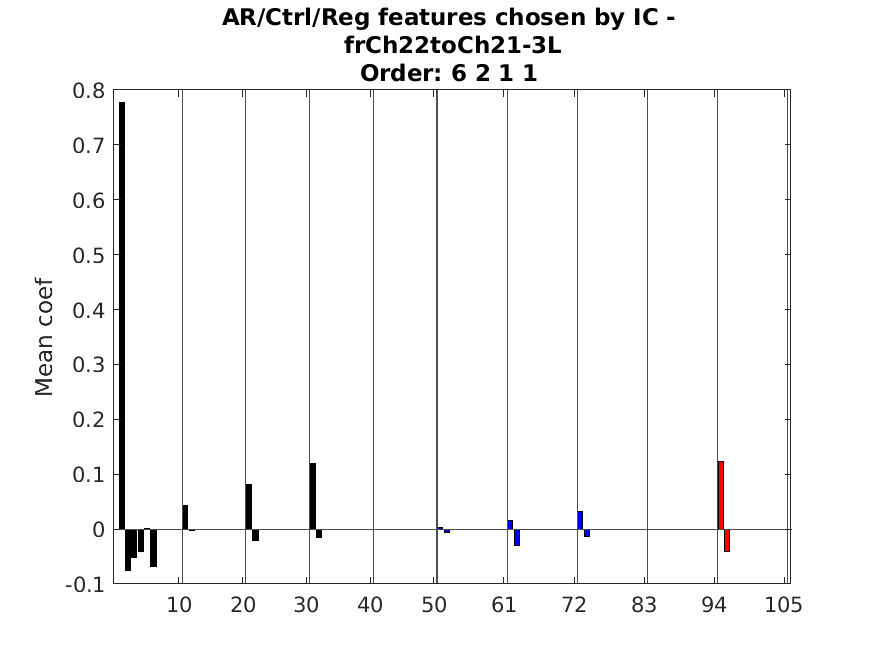 AR/Ctrl/Reg features chosen by IC -
frCh22toCh21-3L
Order: 6 2 1 1
0.8
0.7
0.6
0.5
0.4
0.3
0.2
0.1
0
-0.1
Mean coef
10 20 30 40 50 61 72 83 94 105